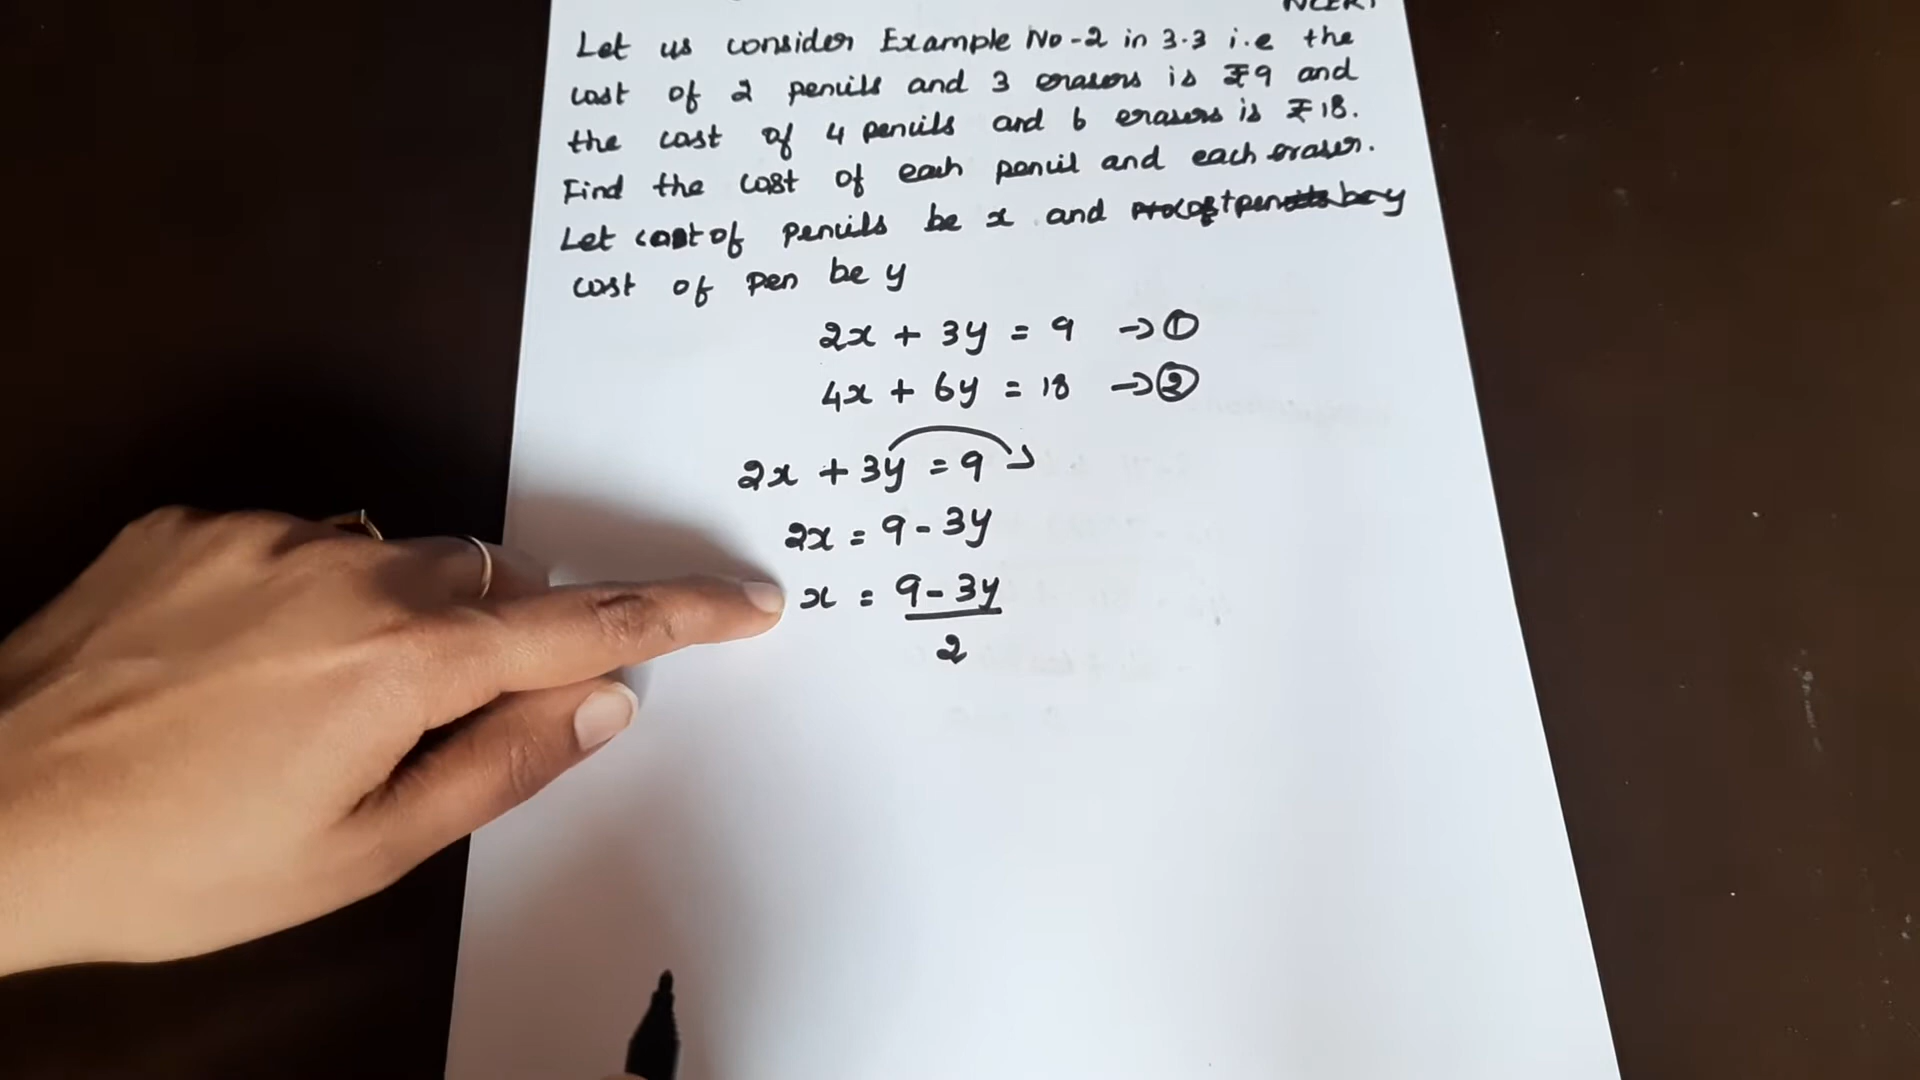 NCERT
Let us consider Example No-2 in 3.3 i.e the
cost of 2 pencils and 3 erasers is ₹9 and
the cost of 4 pencils and 6 erasers is ₹18.
Find the cost of each pencil and each eraser.
Let cost of pencils be x and
cost of pen be y
2x + 3y = 9 → ①
4x + 6y = 18 → ②
2x + 3y = 9
2x = 9 - 3y
x = 9 - 3y
2